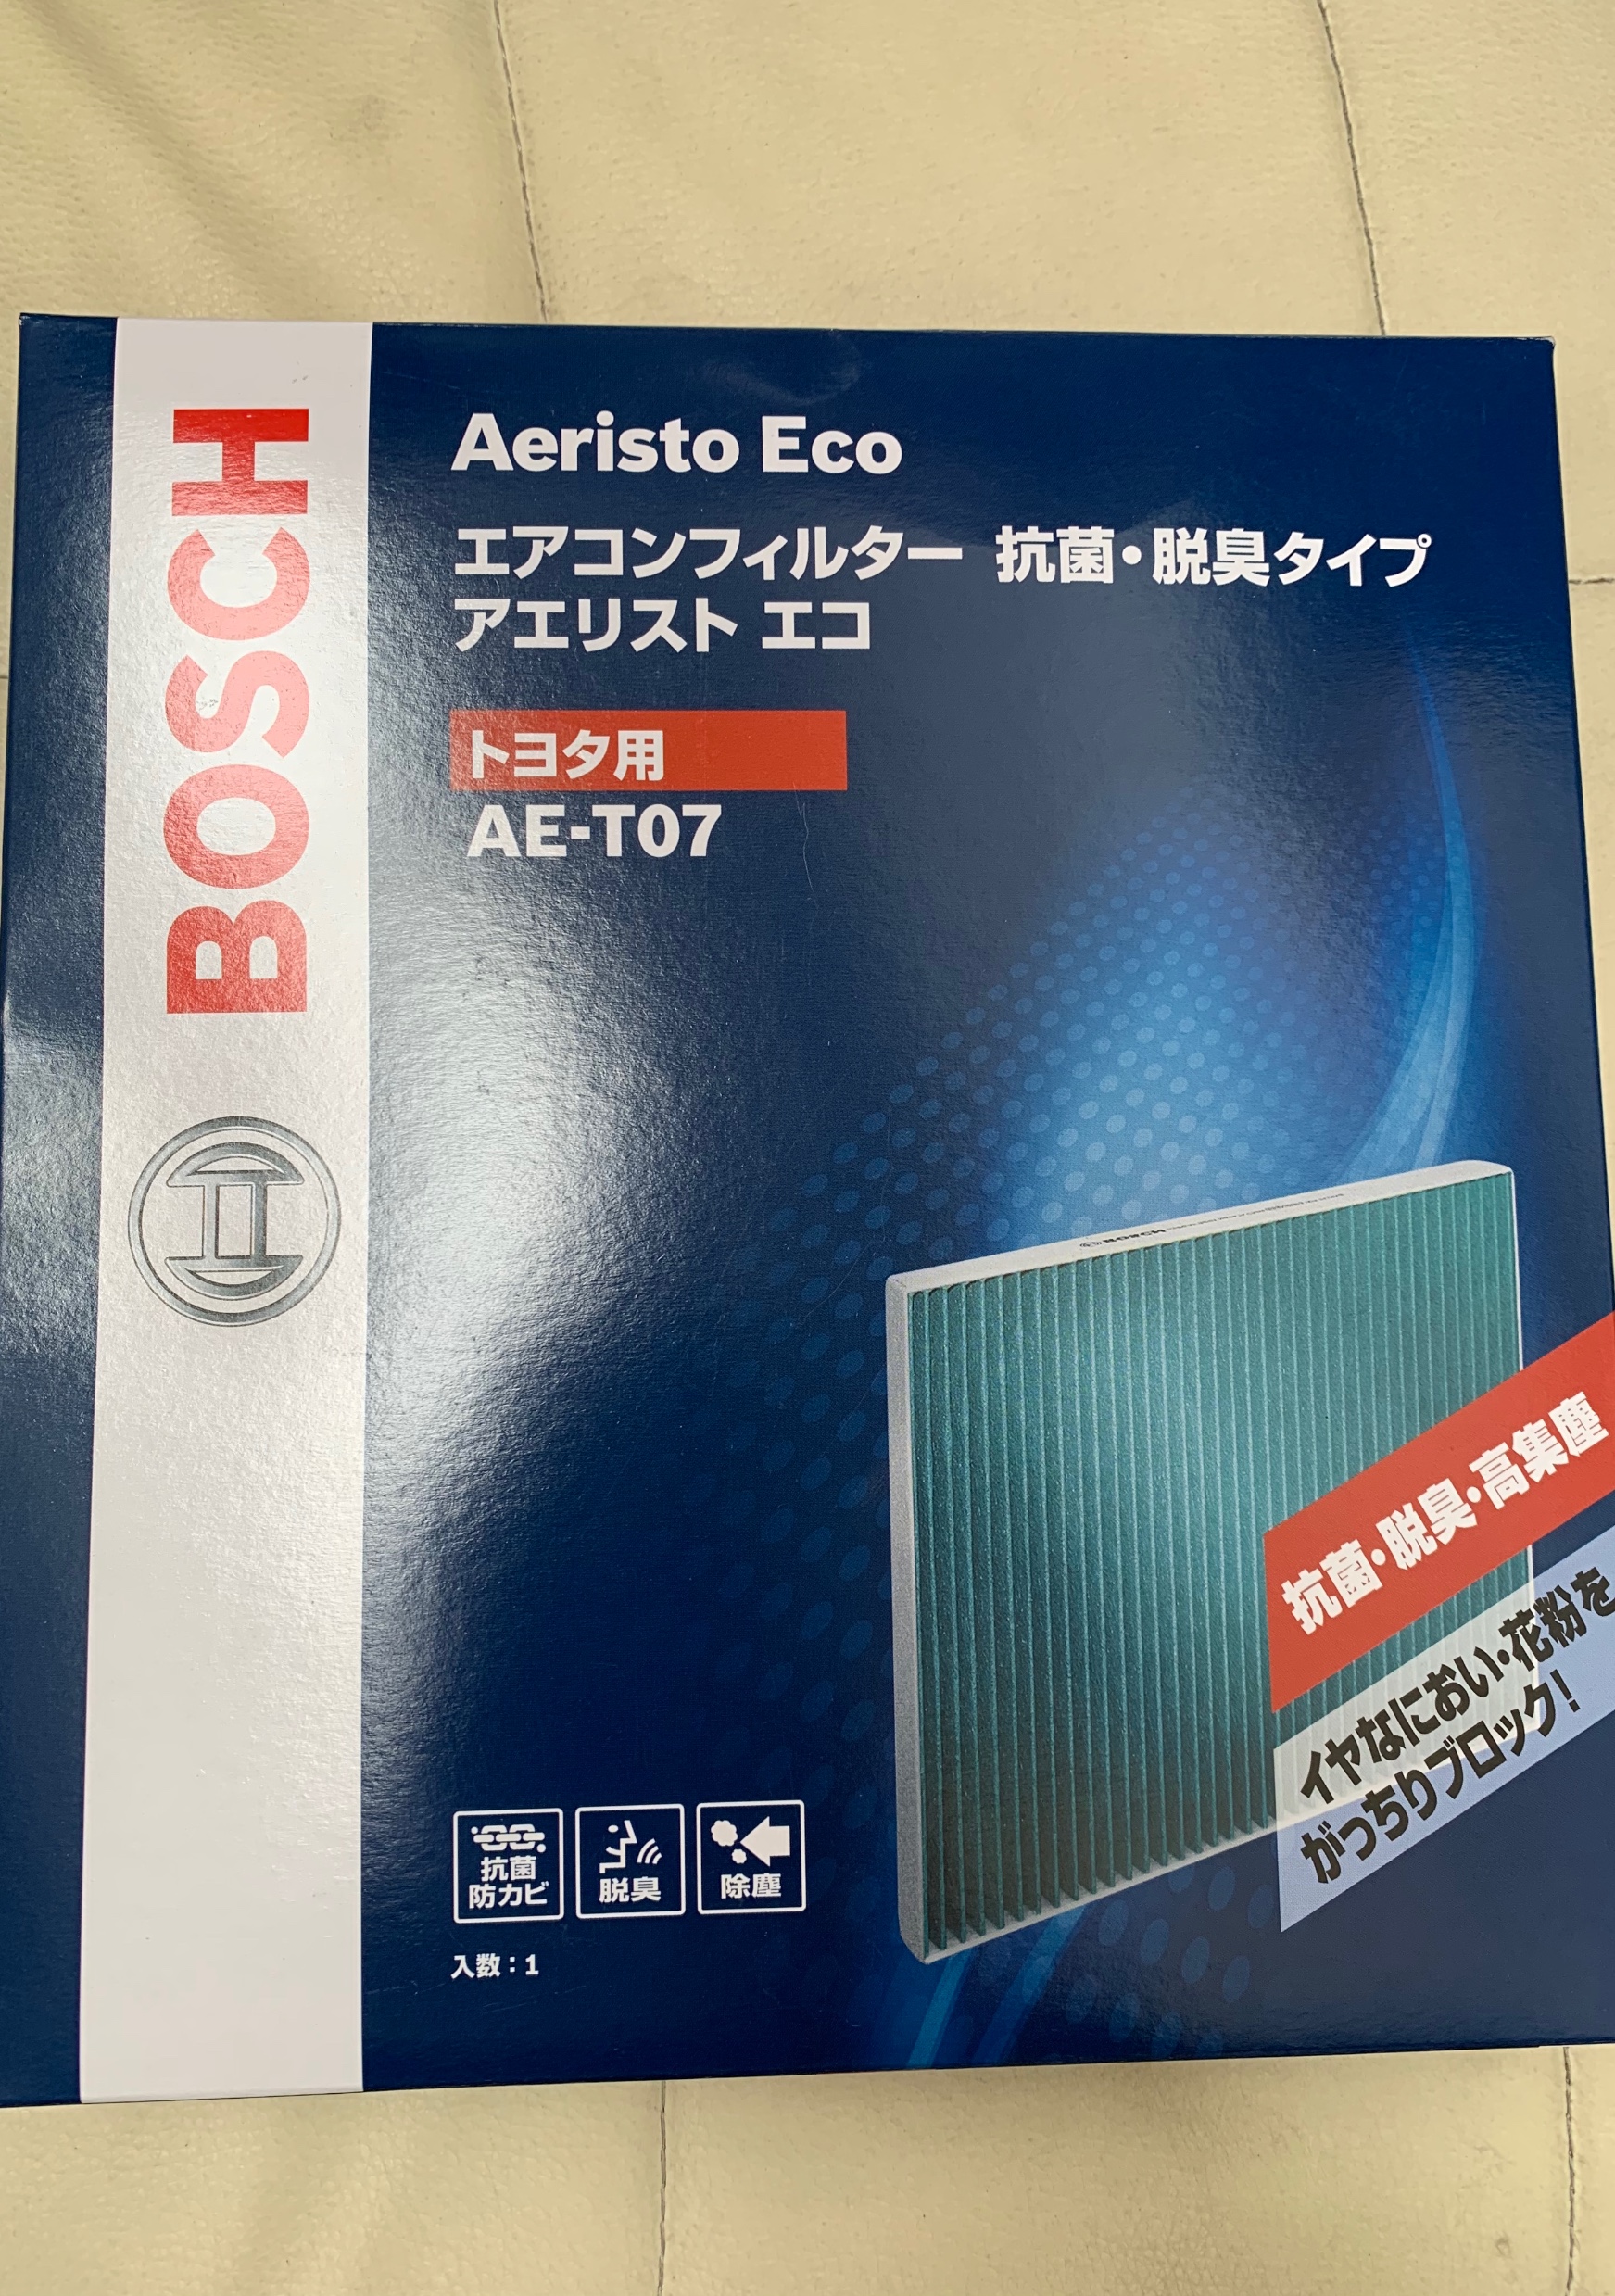 BOSCH
Aeristo Eco
エアコンフィルター 抗菌・脱臭タイプ
アエリスト エコ
トヨタ用
AE-T07
BOSCH
抗菌・脱臭・高集塵
イヤなにおい・花粉を
がっちりブロック!
抗菌
防カビ
脱臭
除塵
入数：1